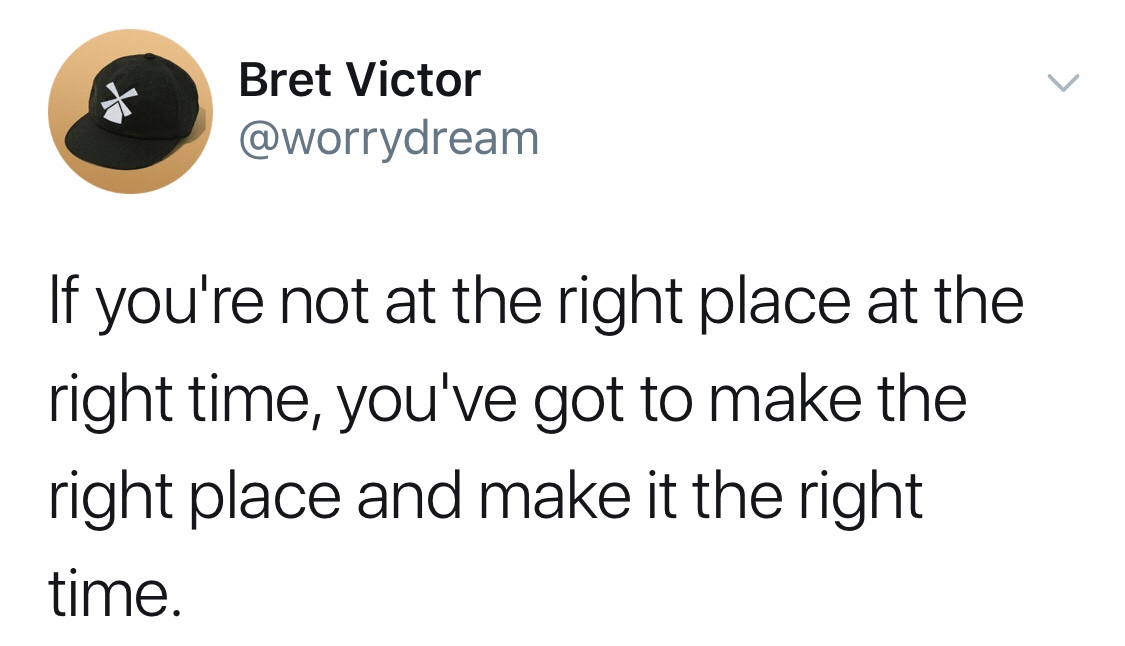 Bret Victor
@worrydream
If you're not at the right place at the
right time, you've got to make the
right place and make it the right
time.